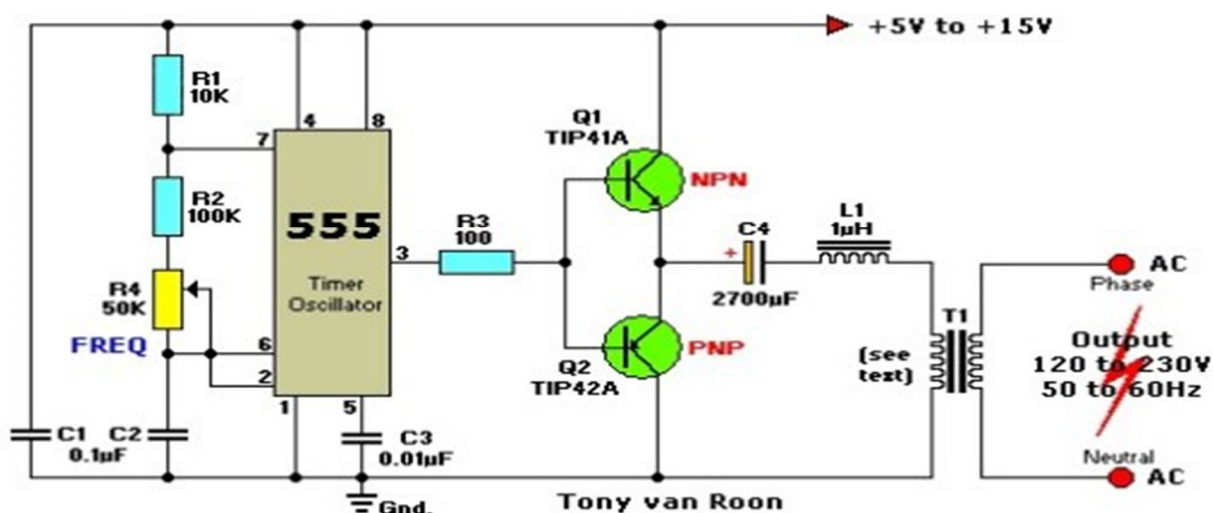 +5V to +15V
R1
10K
4
8
7
Q1
TIP41A
NPN
R2
100K
555
Timer
Oscillator
R3
100
3
C4
+
2700µF
L1
1µH
AC
Phase
R4
50K
FREQ
6
2
Q2
TIP42A
PNP
T1
(see
text)
Output
120 to 230V
50 to 60Hz
1
5
C1
C2
0.1µF
C3
0.01µF
Neutral
AC
Gnd.
Tony van Roon